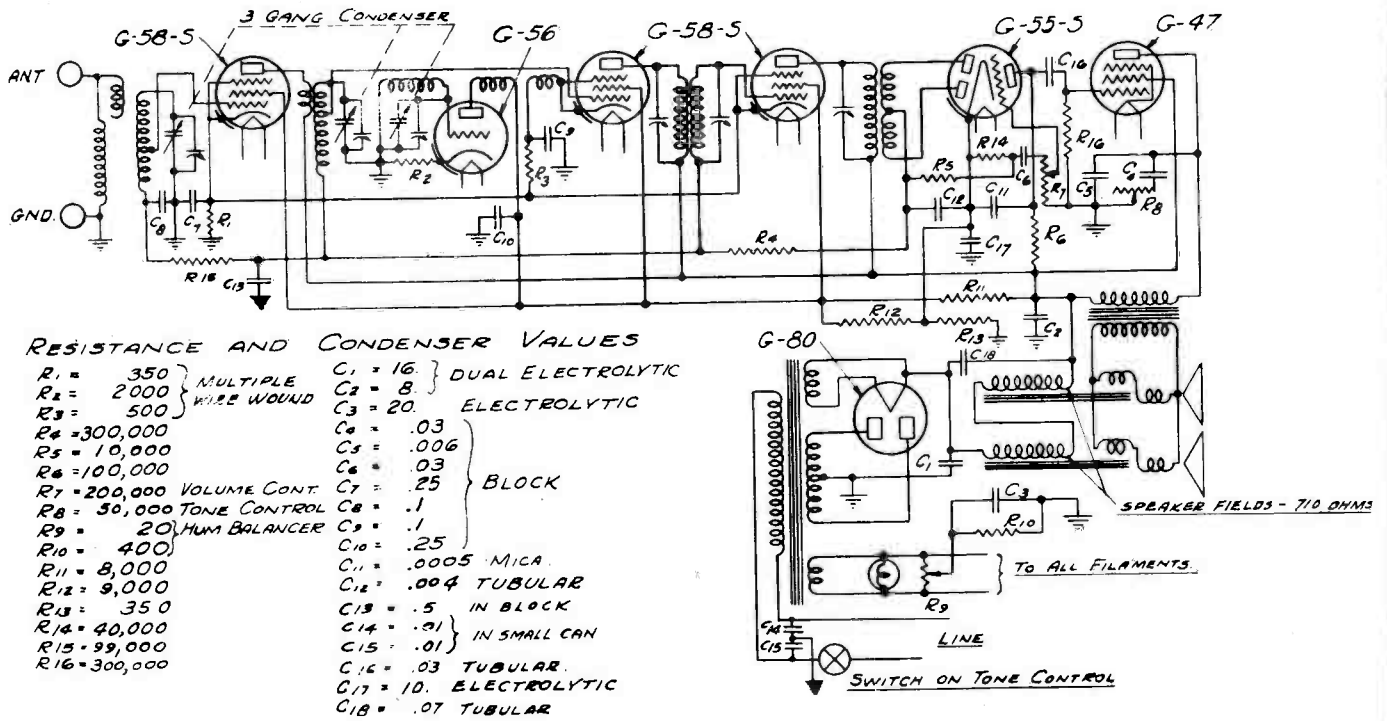 3 GANG CONDENSER
G-58-S
G-56
G-58-S
G-55-S
G-47
ANT
GND.
C8
C7
R1
R2
R3
C9
C10
R16
C13
R4
R5
R14
C6
R7
C12
C11
C17
R6
C16
R16
C5
C4
R8
R11
R12
R13
C2
C18
G-80
C1
C3
R10
R9
SPEAKER FIELDS - 710 OHMS
TO ALL FILAMENTS.
C14
C15
LINE
SWITCH ON TONE CONTROL
RESISTANCE AND CONDENSER VALUES
R1 = 350
R2 = 2000
R3 = 500
MULTIPLE
WIRE WOUND
R4 = 300,000
R5 = 10,000
R6 = 100,000
R7 = 200,000 VOLUME CONT.
R8 = 50,000 TONE CONTROL
R9 = 20
R10 = 400
HUM BALANCER
R11 = 8,000
R12 = 9,000
R13 = 350
R14 = 40,000
R15 = 99,000
R16 = 300,000
C1 = 16.
C2 = 8.
DUAL ELECTROLYTIC
C3 = 20. ELECTROLYTIC
C4 = .03
C5 = .006
C6 = .03
C7 = .25
C8 = .1
C9 = .1
C10 = .25
BLOCK
C11 = .0005 MICA.
C12 = .004 TUBULAR
C13 = .5 IN BLOCK
C14 = .01
C15 = .01
IN SMALL CAN
C16 = .03 TUBULAR.
C17 = 10. ELECTROLYTIC
C18 = .07 TUBULAR